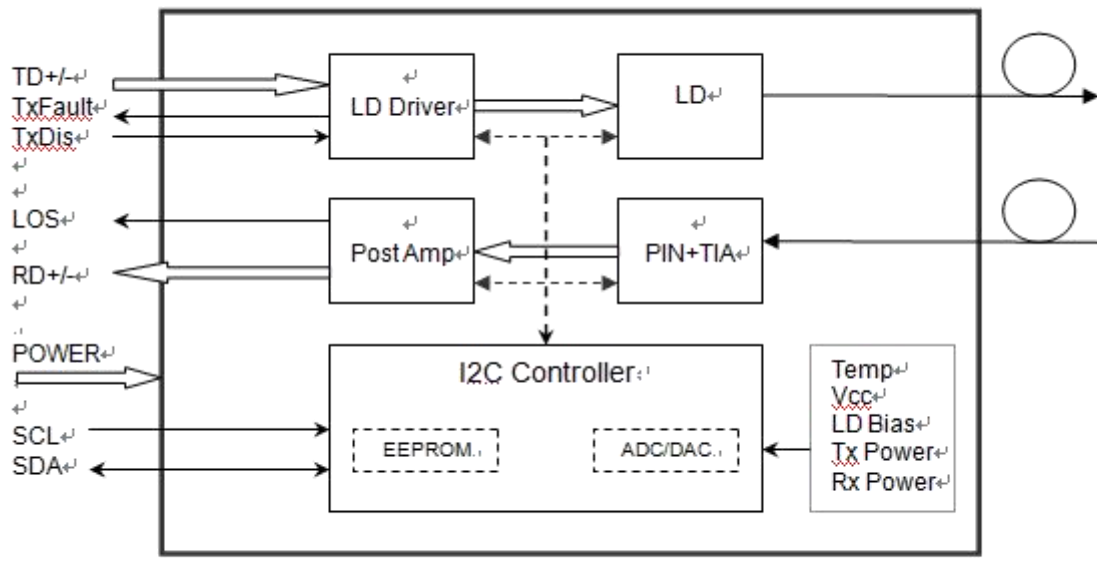 TD+/-
TxFault
TxDis
LOS
RD+/-
POWER
SCL
SDA
LD Driver
LD
Post Amp
PIN+TIA
I2C Controller
EEPROM
ADC/DAC
Temp
Vcc
LD Bias
Tx Power
Rx Power